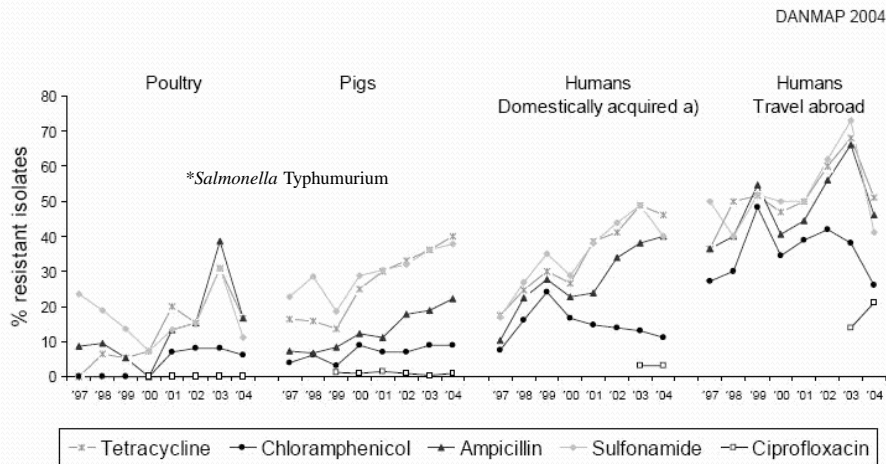 DANMAP 2004
Poultry
Pigs
Humans
Domestically acquired a)
Humans
Travel abroad
*Salmonella Typhumurium
% resistant isolates
80
70
60
50
40
30
20
10
0
'97 '98 '99 '00 '01 '02 '03 '04
'97 '98 '99 '00 '01 '02 '03 '04
'97 '98 '99 '00 '01 '02 '03 '04
'97 '98 '99 '00 '01 '02 '03 '04
Tetracycline Chloramphenicol Ampicillin Sulfonamide Ciprofloxacin